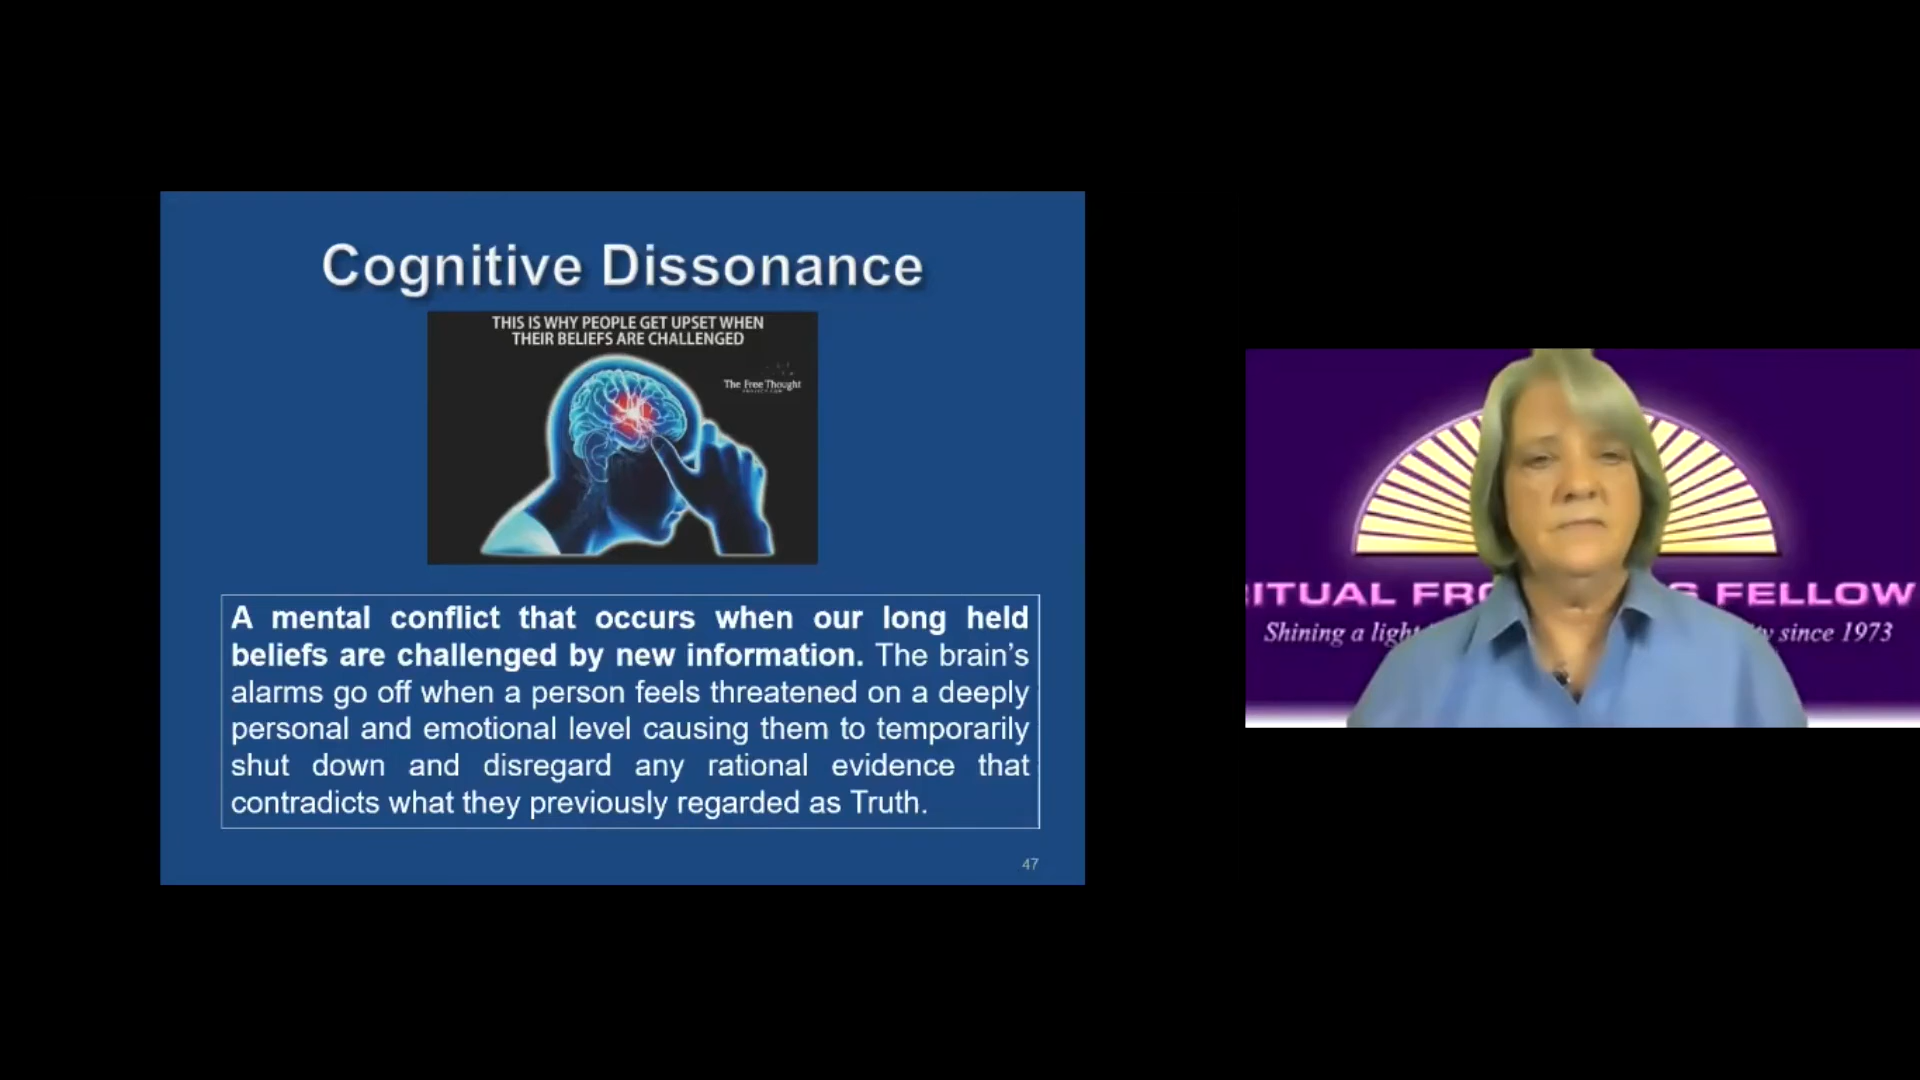 Cognitive Dissonance
THIS IS WHY PEOPLE GET UPSET WHEN
THEIR BELIEFS ARE CHALLENGED
The Free Thought
A mental conflict that occurs when our long held
beliefs are challenged by new information. The brain’s
alarms go off when a person feels threatened on a deeply
personal and emotional level causing them to temporarily
shut down and disregard any rational evidence that
contradicts what they previously regarded as Truth.
47
RITUAL FRO S FELLOW
Shining a light y since 1973